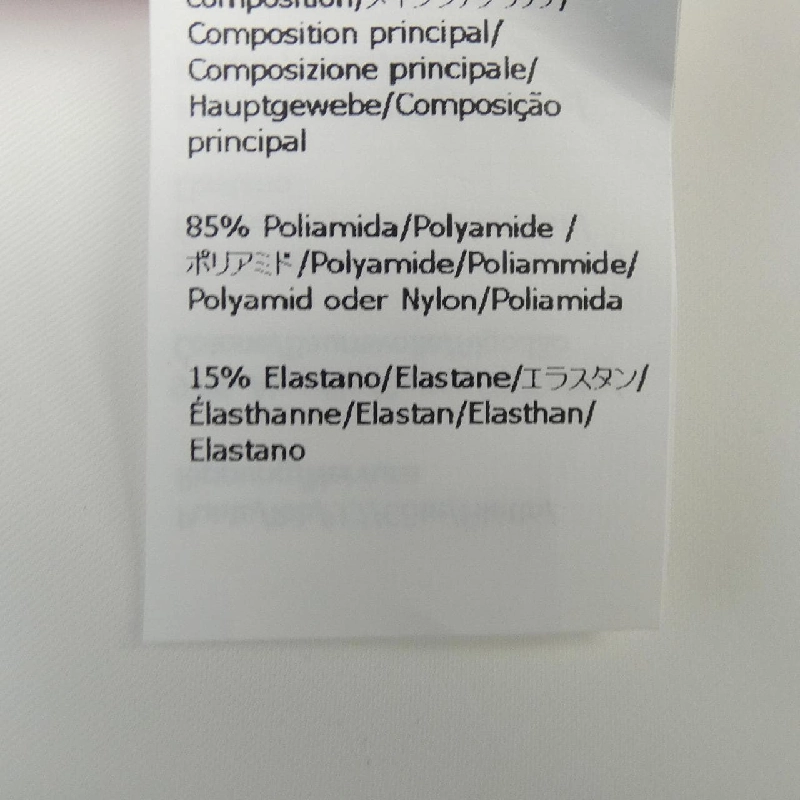 Composition principal/
Composizione principale/
Hauptgewebe/Composição
principal
85% Poliamida/Polyamide /
ポリアミド/Polyamide/Poliammide/
Polyamid oder Nylon/Poliamida
15% Elastano/Elastane/エラスタン/
Élasthanne/Elastan/Elasthan/
Elastano